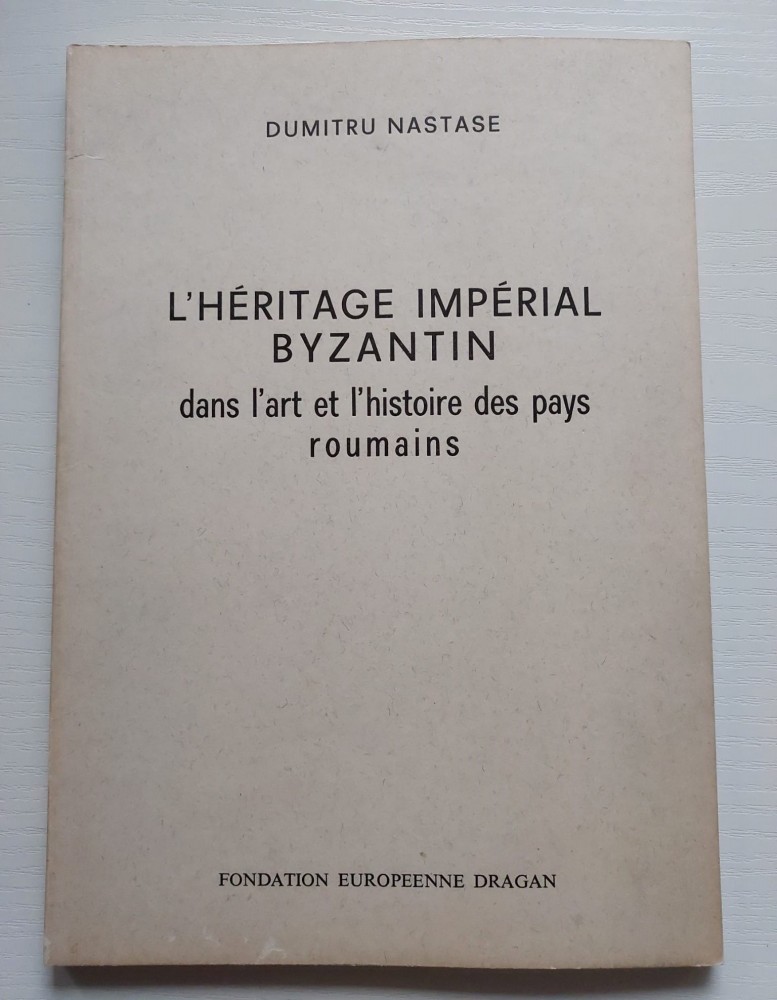 DUMITRU NASTASE
L'HÉRITAGE IMPÉRIAL
BYZANTIN
dans l'art et l'histoire des pays
roumains
FONDATION EUROPEENNE DRAGAN